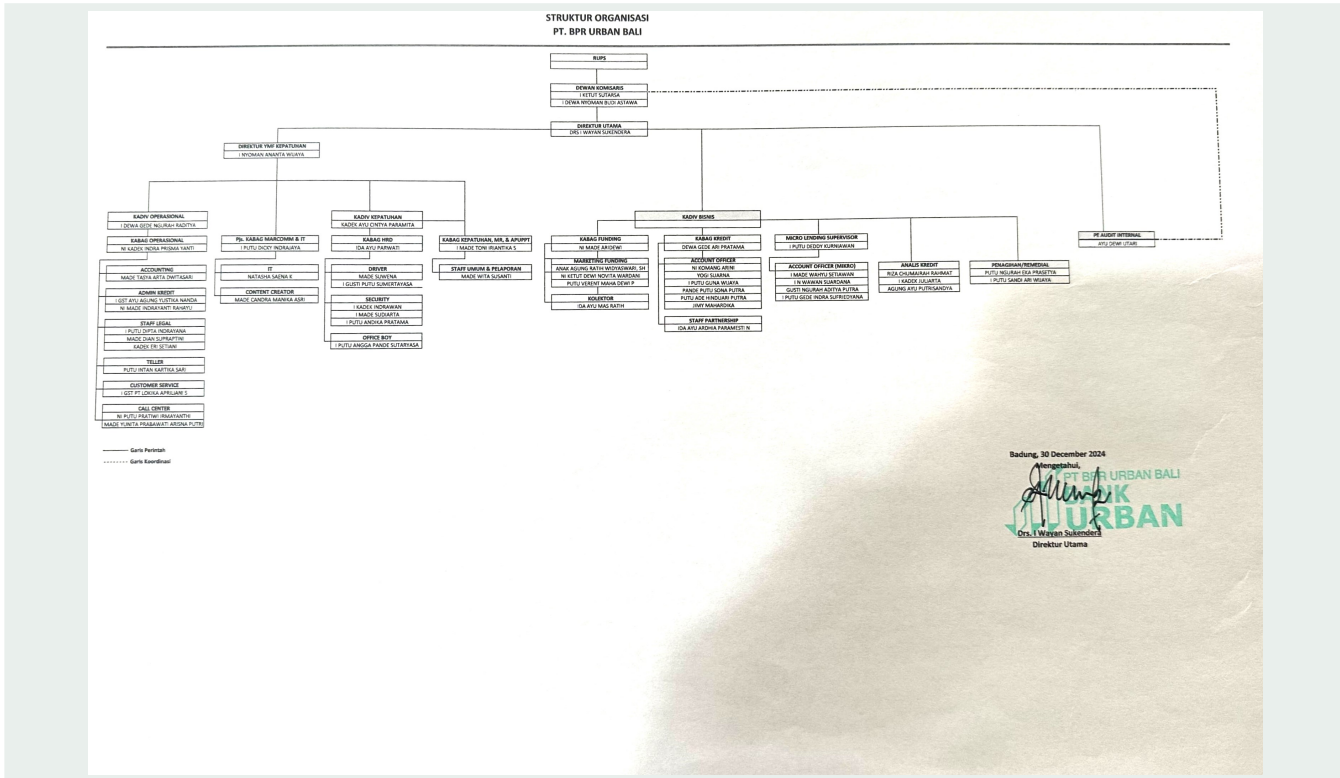 STRUKTUR ORGANISASI
PT. BPR URBAN BALI
RUPS
DEWAN KOMISARIS
I KETUT SUTARSA
I DEWA NYOMAN BUDI ASTAWA
DIREKTUR UTAMA
DRS I WAYAN SUKENDERA
DIREKTUR YMF KEPATUHAN
I NYOMAN ANANTA WIJAYA
KADIV OPERASIONAL
I DEWA GEDE NGURAH RADITYA
KABAG OPERASIONAL
NI KADEK INDRA PRISMA YANTI
ACCOUNTING
MADE TASYA ARTA DWITASARI
ADMIN KREDIT
I GST AYU AGUNG YUSTIKA NANDA
NI MADE INDRAYANTI RAHAYU
STAFF LEGAL
I PUTU DIPTA INDRAYANA
MADE DIAN SUPRAPTINI
KADEK ERI SETIANI
TELLER
PUTU INTAN KARTIKA SARI
CUSTOMER SERVICE
I GST PT LOKIKA APRILIANI S
CALL CENTER
NI PUTU PRATIWI IRMAYANTHI
MADE YUNITA PRABAWATI ARISNA PUTRI
Pjs. KABAG MARCOMM & IT
I PUTU DICKY INDRAJAYA
IT
NATASHA SAENA K
CONTENT CREATOR
MADE CANDRA MANIKA ASRI
KADIV KEPATUHAN
KADEK AYU CINTYA PARAMITA
KABAG HRD
IDA AYU PARWATI
DRIVER
MADE SUWENA
I GUSTI PUTU SUMERTAYASA
SECURITY
I KADEK INDRAWAN
I MADE SUDIARTA
I PUTU ANDIKA PRATAMA
OFFICE BOY
I PUTU ANGGA PANDE SUTARYASA
KABAG KEPATUHAN, MR, & APUPPT
I MADE TONI IRIANTIKA S
STAFF UMUM & PELAPORAN
MADE WITA SUSANTI
KADIV BISNIS
KABAG FUNDING
NI MADE ARIDEWI
MARKETING FUNDING
ANAK AGUNG RATIH WIDYASWARI, SH
NI KETUT DEWI NOVITA WARDANI
PUTU VERENT MAHA DEWI P
KOLEKTOR
IDA AYU MAS RATIH
KABAG KREDIT
DEWA GEDE ARI PRATAMA
ACCOUNT OFFICER
NI KOMANG ARINI
YOGI SUARNA
I PUTU GUNA WIJAYA
PANDE PUTU SONA PUTRA
PUTU ADE HINDUARI PUTRA
JIMY MAHARDIKA
STAFF PARTNERSHIP
IDA AYU ARDHIA PARAMESTI N
MICRO LENDING SUPERVISOR
I PUTU DEDDY KURNIAWAN
ACCOUNT OFFICER (MIKRO)
I MADE WAHYU SETIAWAN
I N WAWAN SUARDANA
GUSTI NGURAH ADITYA PUTRA
I PUTU GEDE INDRA SUFRIEDYANA
ANALIS KREDIT
RIZA CHUMAIRAH RAHMAT
I KADEK JULIARTA
AGUNG AYU PUTRISANDYA
PENAGIHAN/REMEDIAL
PUTU NGURAH EKA PRASETYA
I PUTU SANDI ARI WIJAYA
PE AUDIT INTERNAL
AYU DEWI UTARI
Garis Perintah
Garis Koordinasi
Badung, 30 December 2024
Mengetahui,
PT BPR URBAN BALI
BANK
URBAN
Drs. I Wayan Sukendera
Direktur Utama